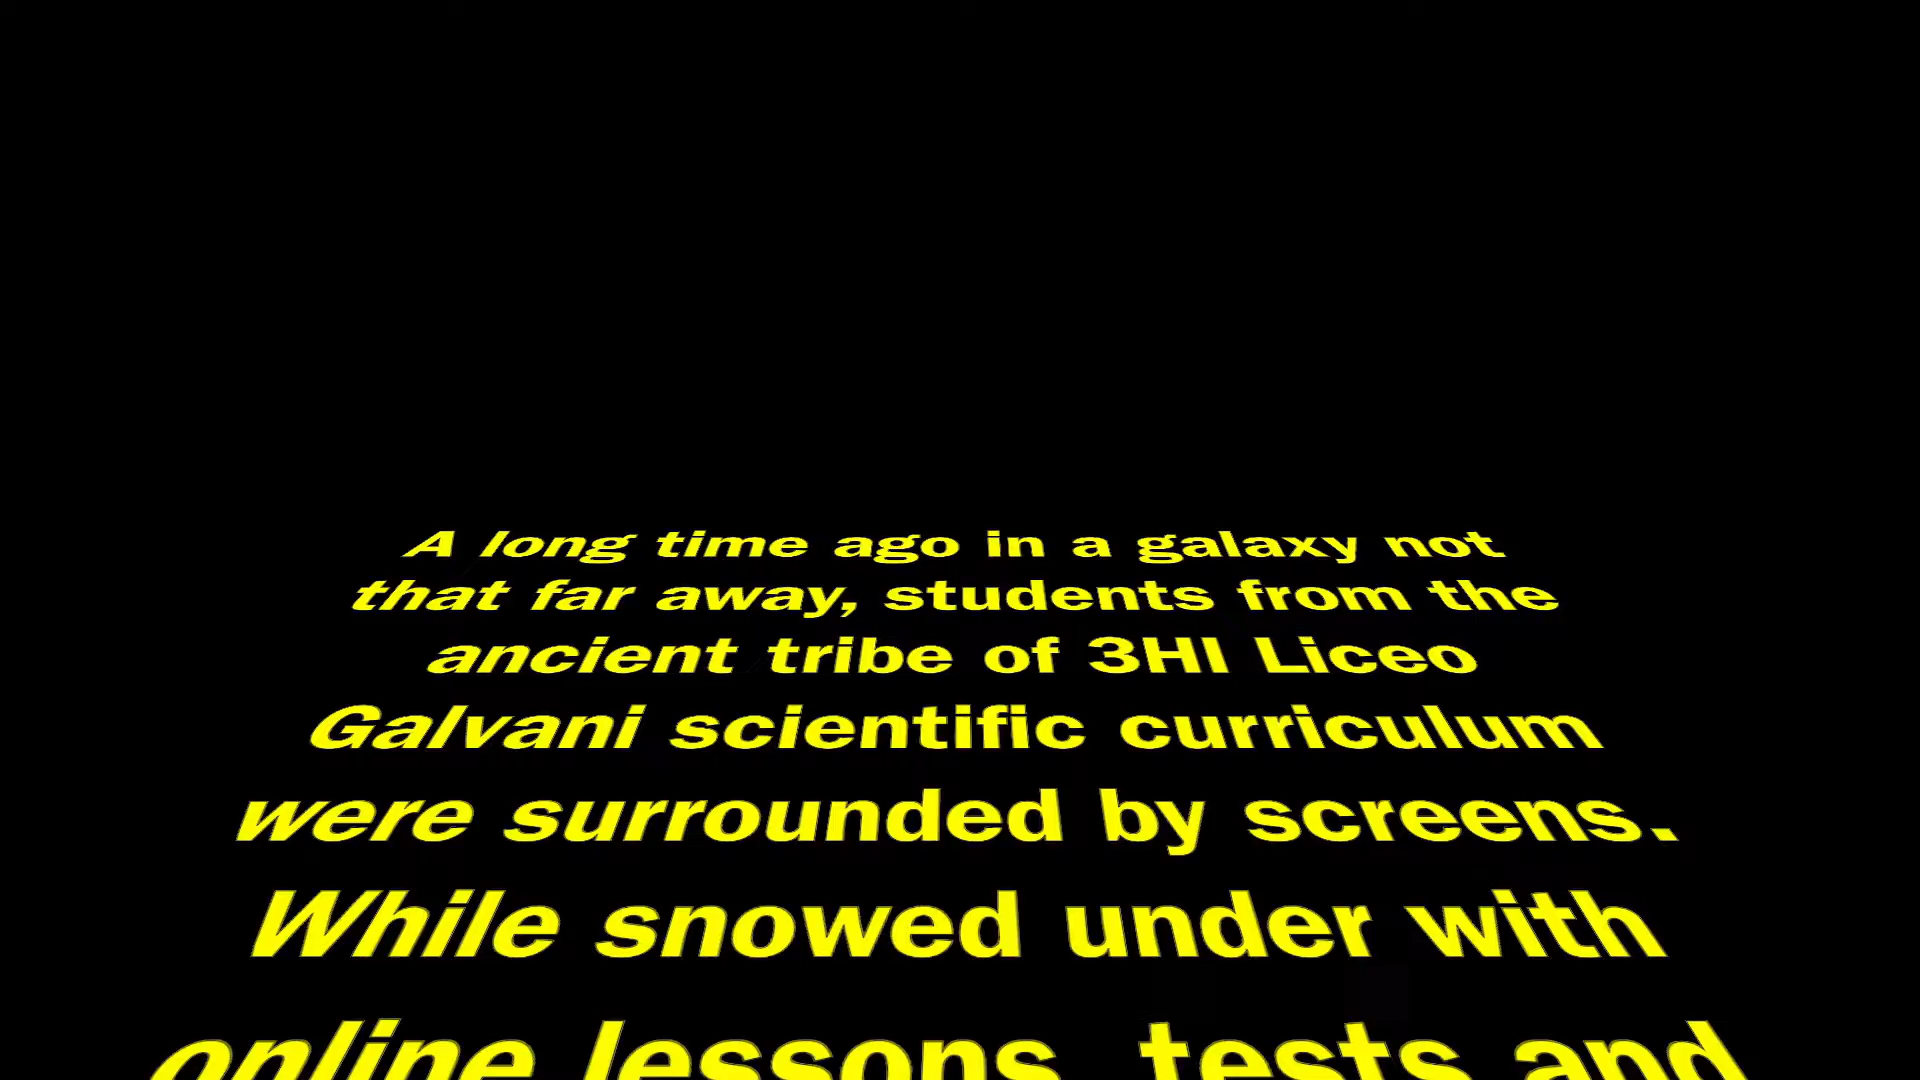 A long time ago in a galaxy not
that far away, students from the
ancient tribe of 3HI Liceo
Galvani scientific curriculum
were surrounded by screens.
While snowed under with
online lessons, tests and